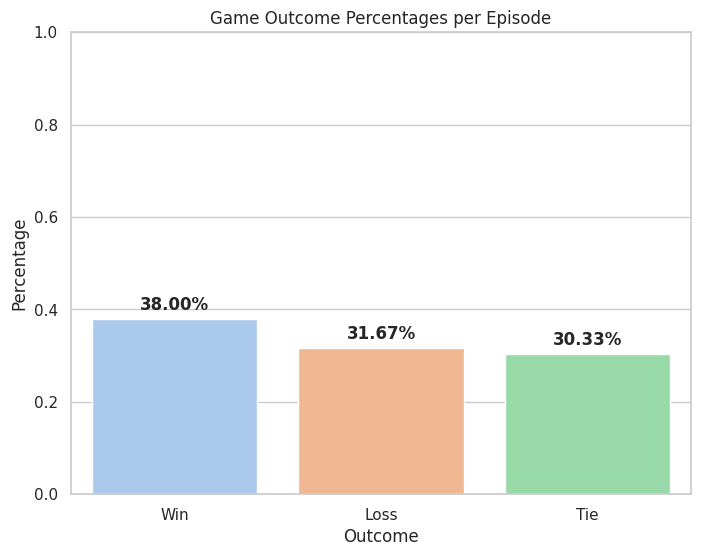 Game Outcome Percentages per Episode
Percentage
1.0
0.8
0.6
0.4
0.2
0.0
38.00%
31.67%
30.33%
Win
Loss
Tie
Outcome